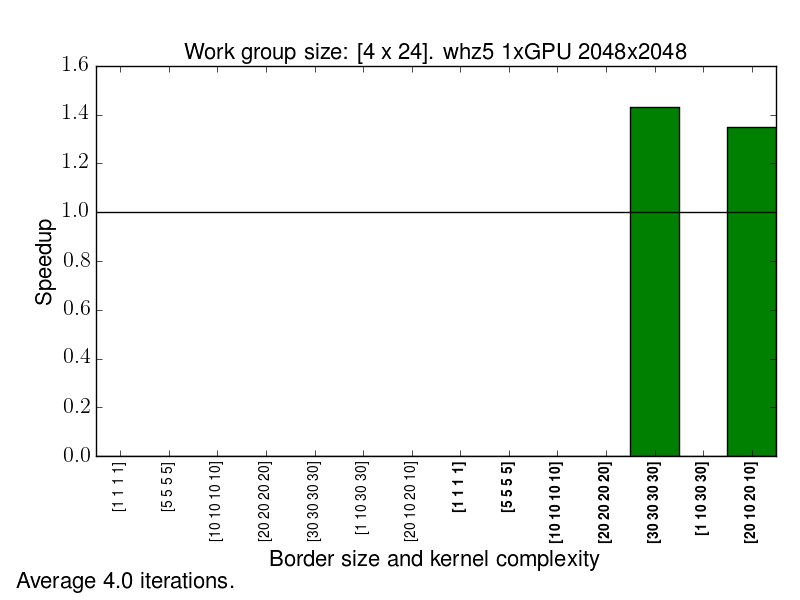 Work group size: [4 x 24]. whz5 1xGPU 2048x2048
1.6
1.4
1.2
1.0
0.8
0.6
0.4
0.2
0.0
Speedup
[1 1 1 1]
[5 5 5 5]
[10 10 10 10]
[20 20 20 20]
[30 30 30 30]
[1 10 30 30]
[20 10 20 10]
[1 1 1 1]
[5 5 5 5]
[10 10 10 10]
[20 20 20 20]
[30 30 30 30]
[1 10 30 30]
[20 10 20 10]
Border size and kernel complexity
Average 4.0 iterations.